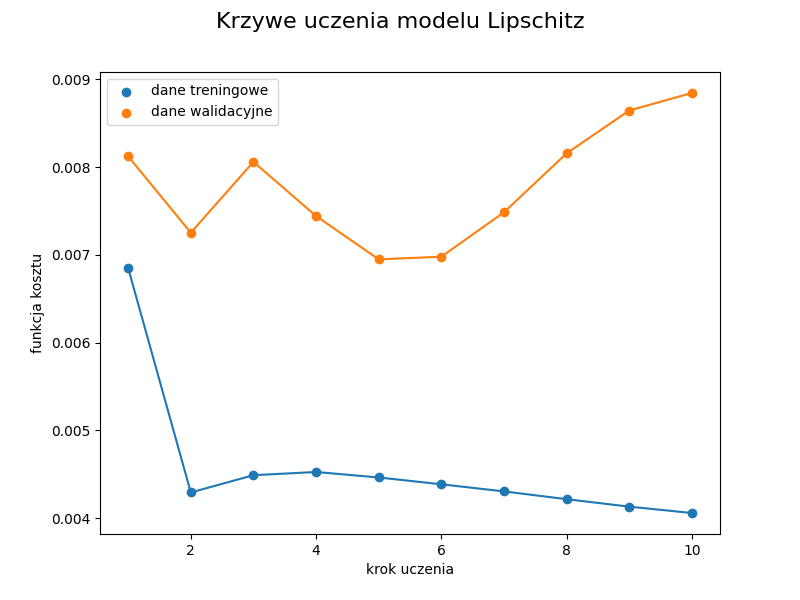 Krzywe uczenia modelu Lipschitz
dane treningowe
dane walidacyjne
0.009
0.008
0.007
0.006
0.005
0.004
funkcja kosztu
2
4
6
8
10
krok uczenia